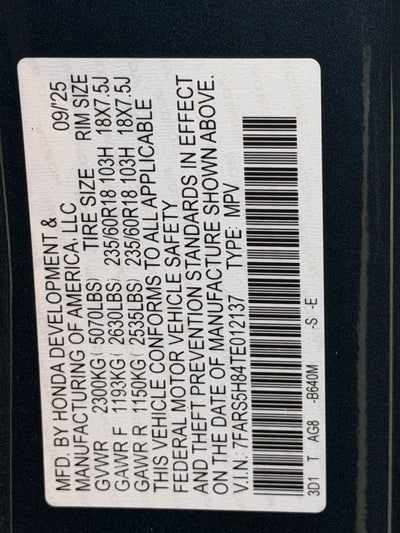 MFD. BY HONDA DEVELOPMENT & 09/'25
MANUFACTURING OF AMERICA, LLC
GVWR 2300KG( 5070LBS) TIRE SIZE RIM SIZE
GAWR F 1193KG( 2630LBS) 235/60R18 103H 18X7.5J
GAWR R 1150KG( 2535LBS) 235/60R18 103H 18X7.5J
THIS VEHICLE CONFORMS TO ALL APPLICABLE
FEDERAL MOTOR VEHICLE SAFETY
AND THEFT PREVENTION STANDARDS IN EFFECT
ON THE DATE OF MANUFACTURE SHOWN ABOVE.
V.I.N.: 7FARS5H84TE012137 TYPE: MPV
3D1 T AG8 -B640M -S -E